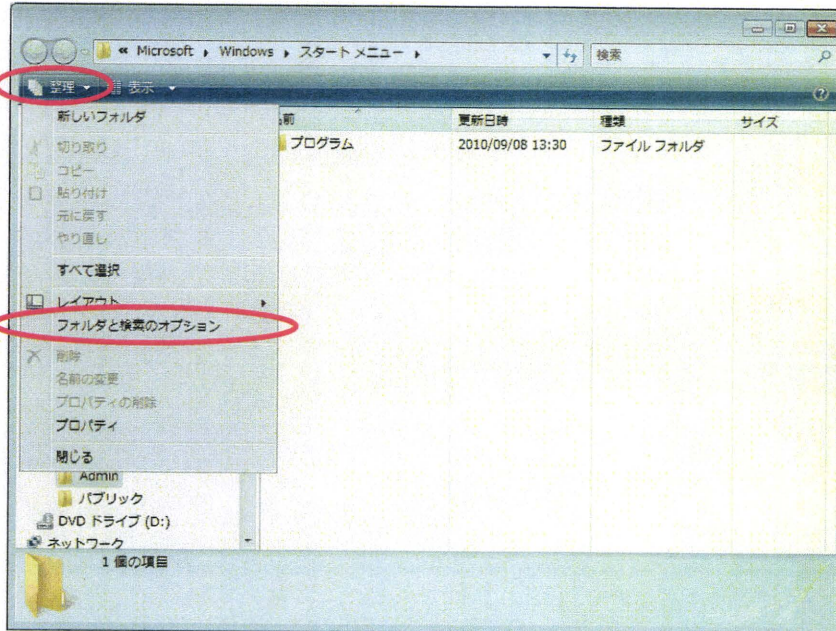 « Microsoft ▸ Windows ▸ スタート メニュー ▸
検索
整理 ▾ 表示 ▾
新しいフォルダ
切り取り
コピー
貼り付け
元に戻す
やり直し
すべて選択
レイアウト
フォルダと検索のオプション
削除
名前の変更
プロパティの削除
プロパティ
閉じる
前 更新日時 種類 サイズ
プログラム 2010/09/08 13:30 ファイル フォルダ
Admin
パブリック
DVD ドライブ (D:)
ネットワーク
1 個の項目